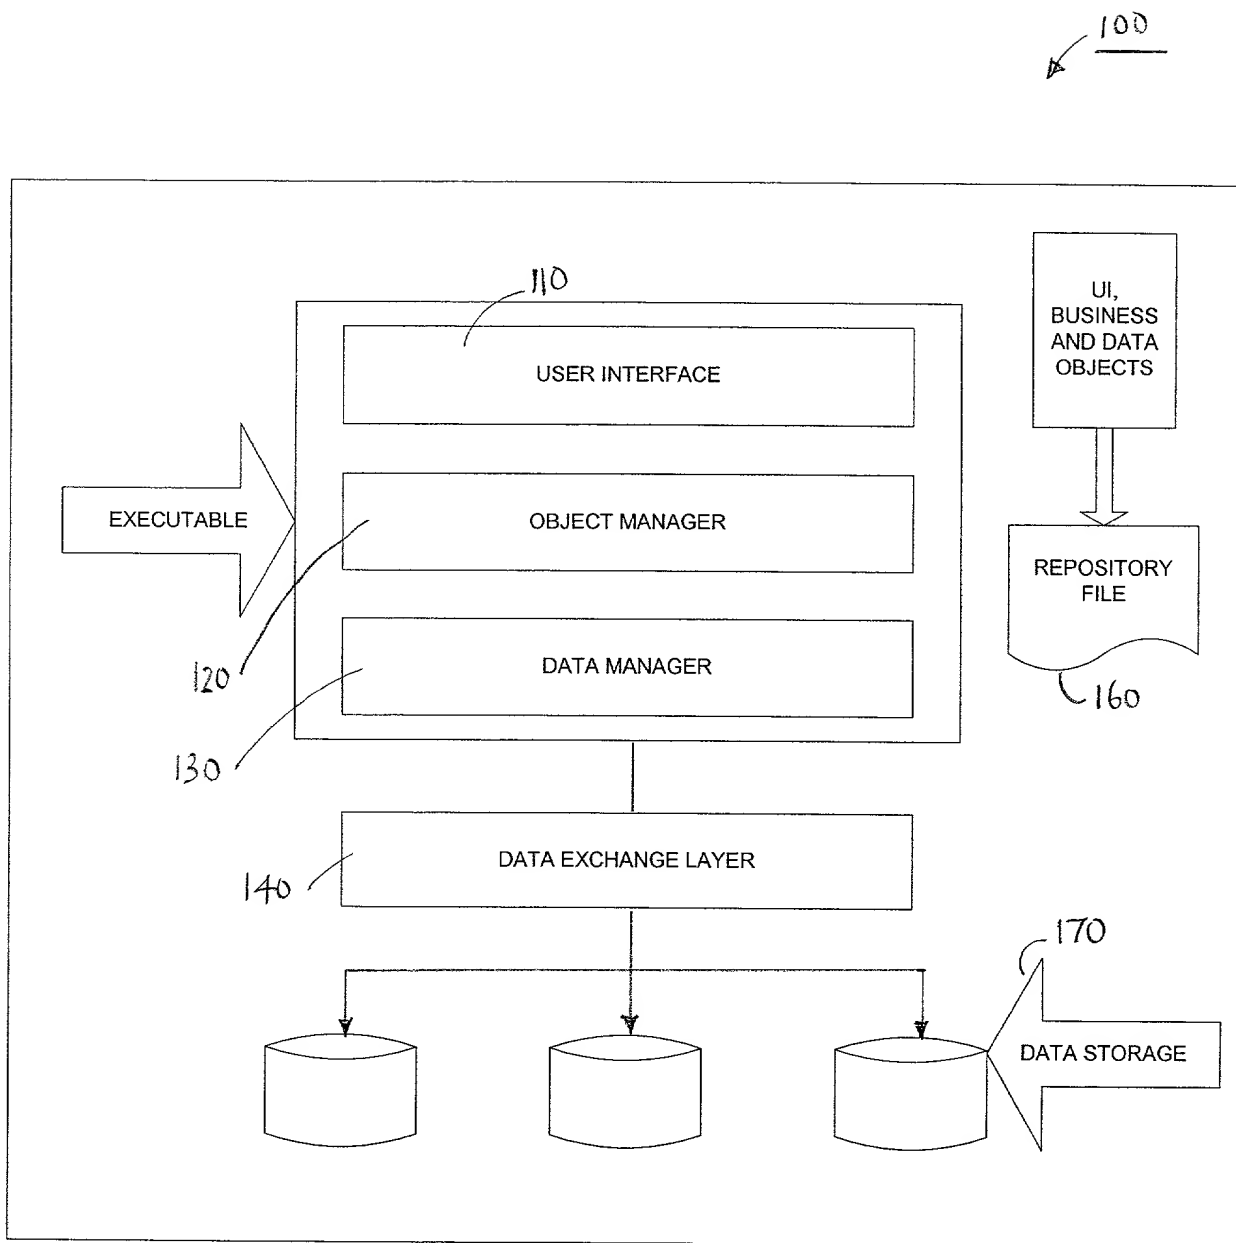 100
110
USER INTERFACE
UI,
BUSINESS
AND DATA
OBJECTS
EXECUTABLE
OBJECT MANAGER
REPOSITORY
FILE
120
DATA MANAGER
160
130
DATA EXCHANGE LAYER
140
170
DATA STORAGE